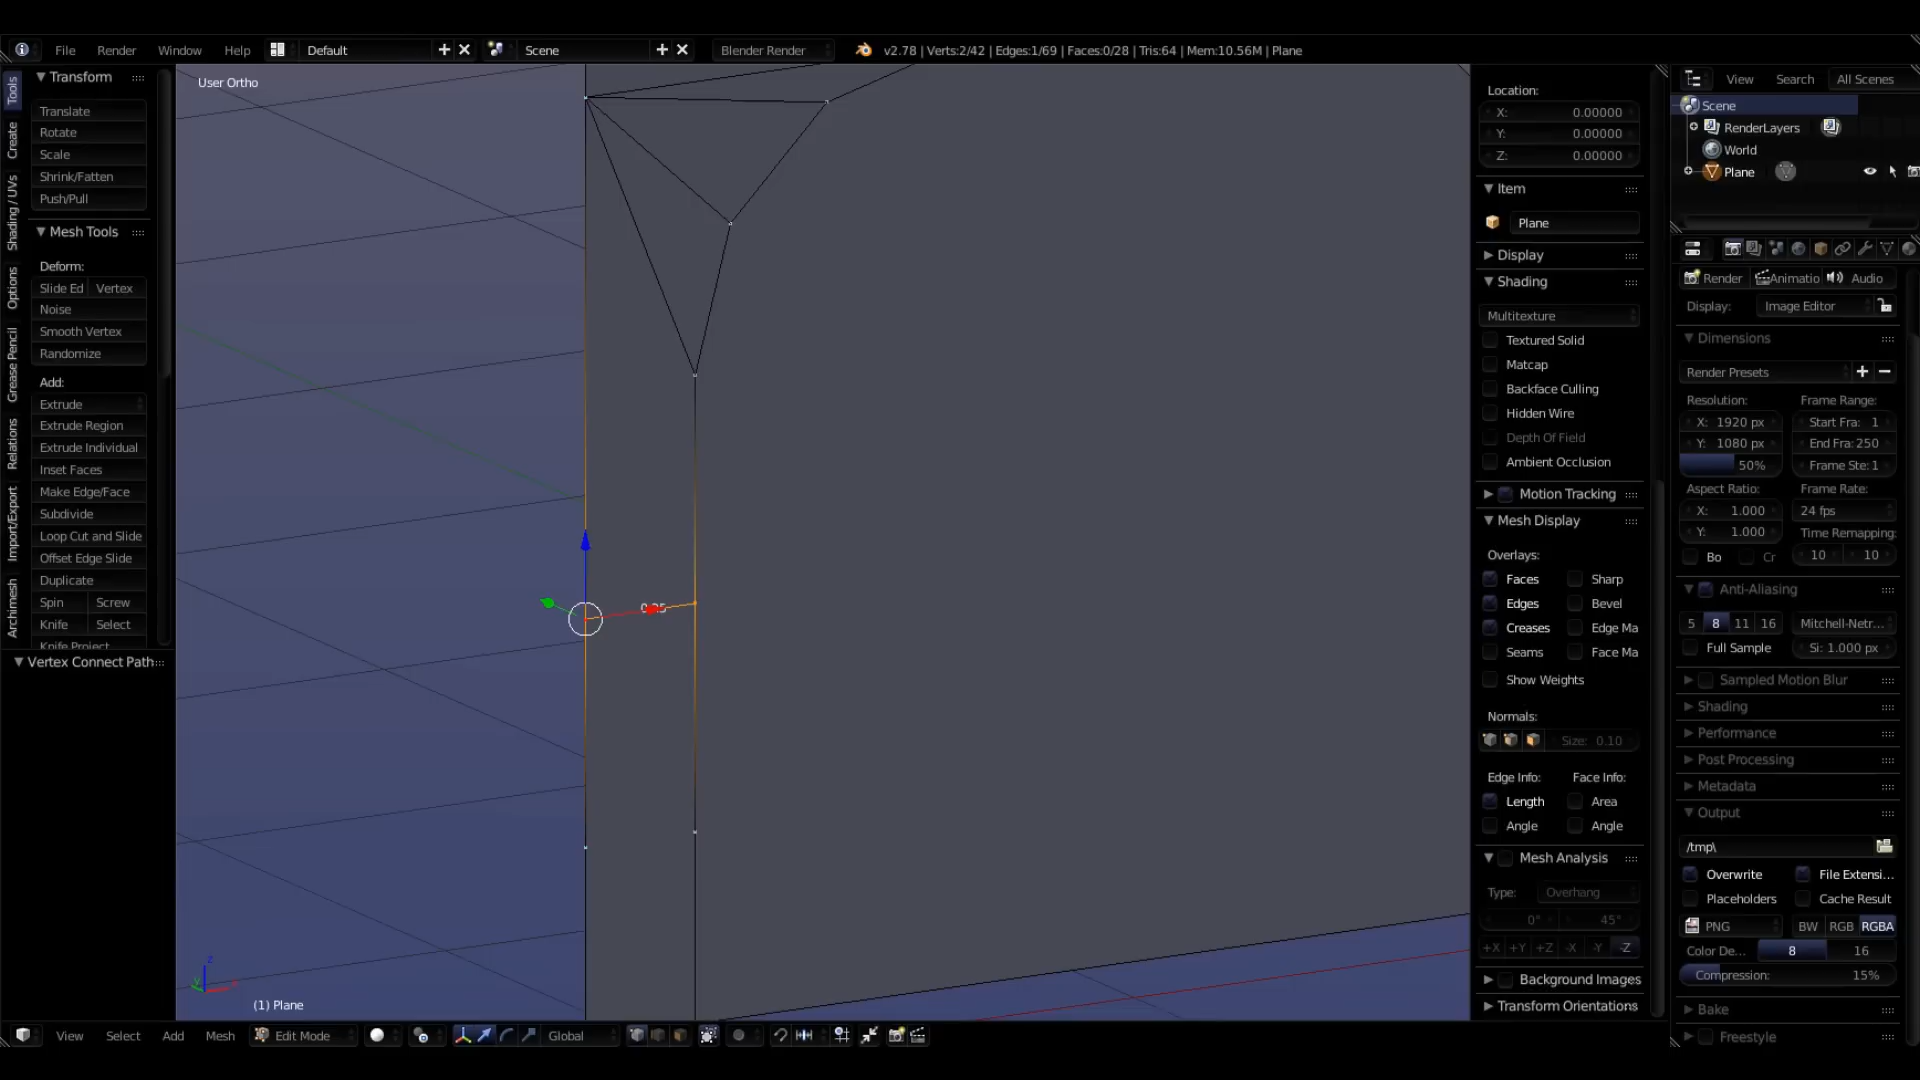 File Render Window Help Default Scene Blender Render v2.78 | Verts:2/42 | Edges:1/69 | Faces:0/28 | Tris:64 | Mem:10.56M | Plane
Tools
Create
Shading / UVs
Options
Grease Pencil
Relations
Import/Export
Archimesh
Transform
Translate
Rotate
Scale
Shrink/Fatten
Push/Pull
Mesh Tools
Deform:
Slide Ed Vertex
Noise
Smooth Vertex
Randomize
Add:
Extrude
Extrude Region
Extrude Individual
Inset Faces
Make Edge/Face
Subdivide
Loop Cut and Slide
Offset Edge Slide
Duplicate
Spin Screw
Knife Select
Knife Project
Vertex Connect Path
User Ortho
(1) Plane
Location:
X: 0.00000
Y: 0.00000
Z: 0.00000
Item
Plane
Display
Shading
Multitexture
Textured Solid
Matcap
Backface Culling
Hidden Wire
Depth Of Field
Ambient Occlusion
Motion Tracking
Mesh Display
Overlays:
Faces Sharp
Edges Bevel
Creases Edge Ma
Seams Face Ma
Show Weights
Normals:
Size: 0.10
Edge Info: Face Info:
Length Area
Angle Angle
Mesh Analysis
Type: Overhang
0° 45°
+X +Y +Z -X -Y -Z
Background Images
Transform Orientations
View Search All Scenes
Scene
RenderLayers
World
Plane
Render Animatio Audio
Display: Image Editor
Dimensions
Render Presets
Resolution: Frame Range:
X: 1920 px Start Fra: 1
Y: 1080 px End Fra: 250
50% Frame Ste: 1
Aspect Ratio: Frame Rate:
X: 1.000 24 fps
Y: 1.000 Time Remapping:
Bo Cr 10 10
Anti-Aliasing
5 8 11 16 Mitchell-Netr...
Full Sample Si: 1.000 px
Sampled Motion Blur
Shading
Performance
Post Processing
Metadata
Output
/tmp\
Overwrite File Extensi...
Placeholders Cache Result
PNG BW RGB RGBA
Color De... 8 16
Compression: 15%
Bake
Freestyle
View Select Add Mesh Edit Mode Global